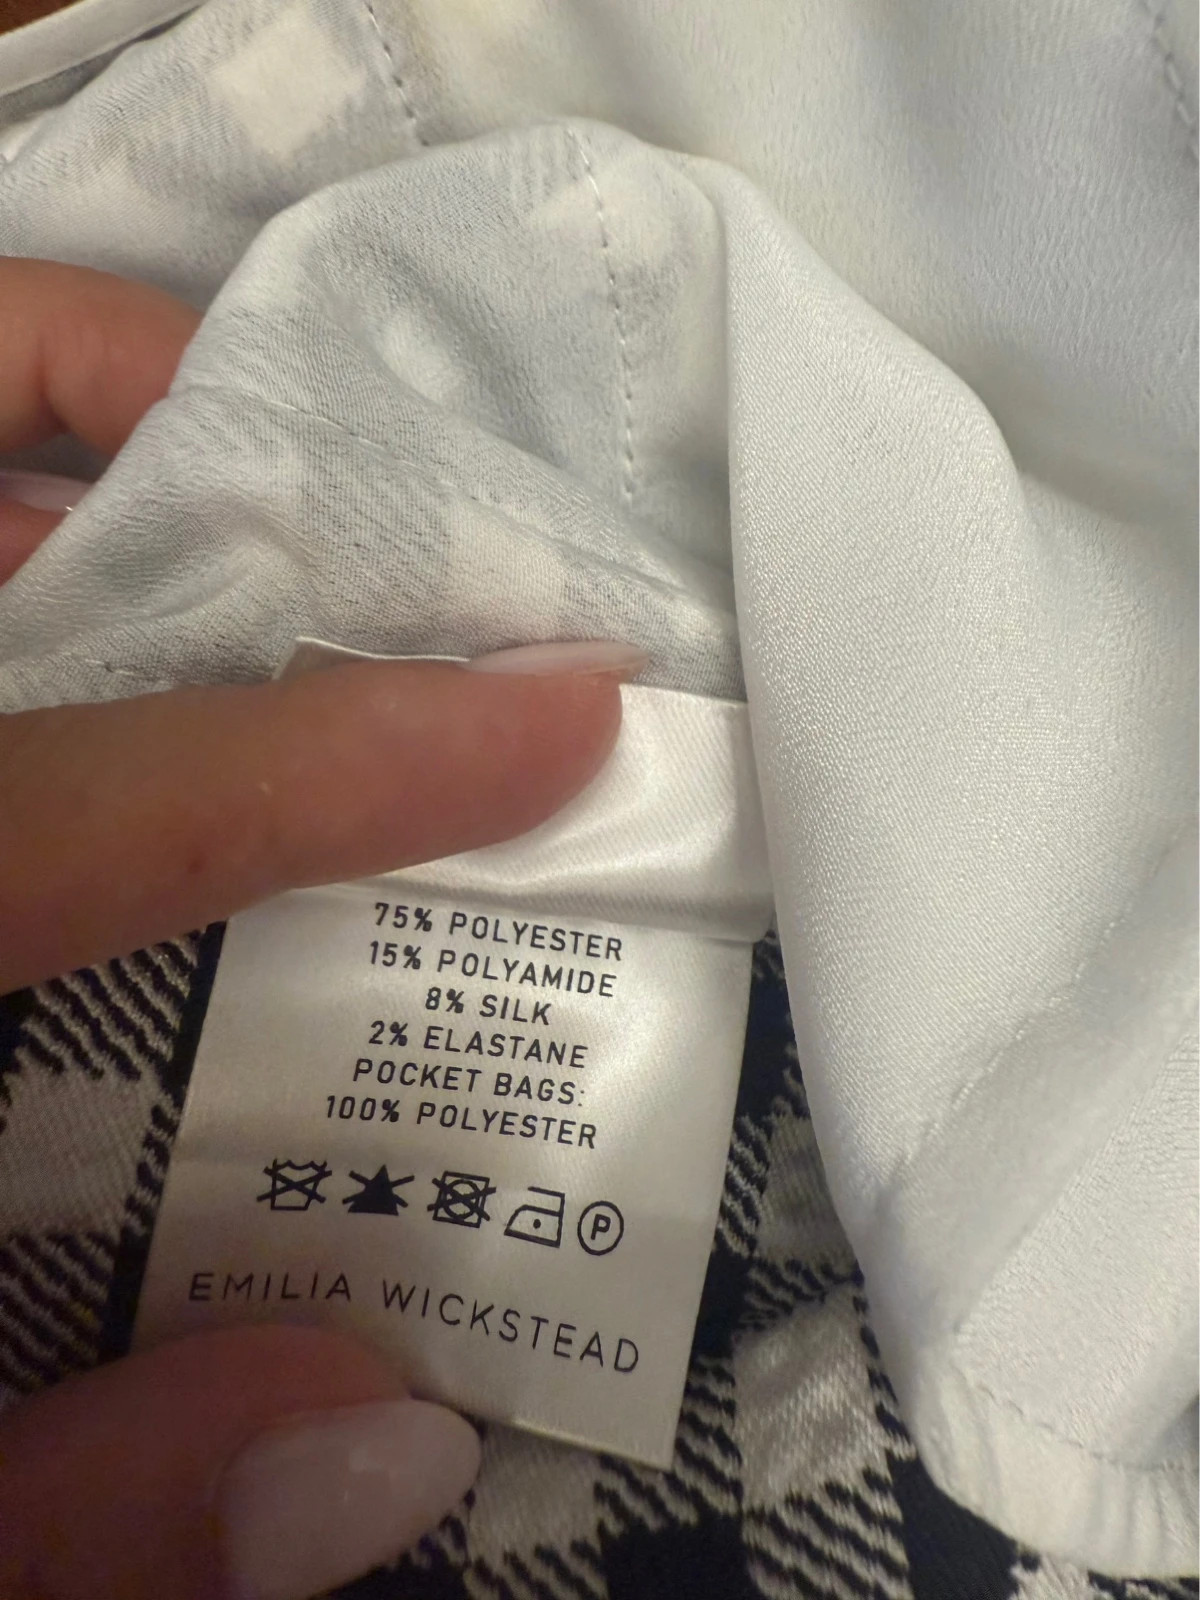 75% POLYESTER
15% POLYAMIDE
8% SILK
2% ELASTANE
POCKET BAGS:
100% POLYESTER
P
EMILIA WICKSTEAD